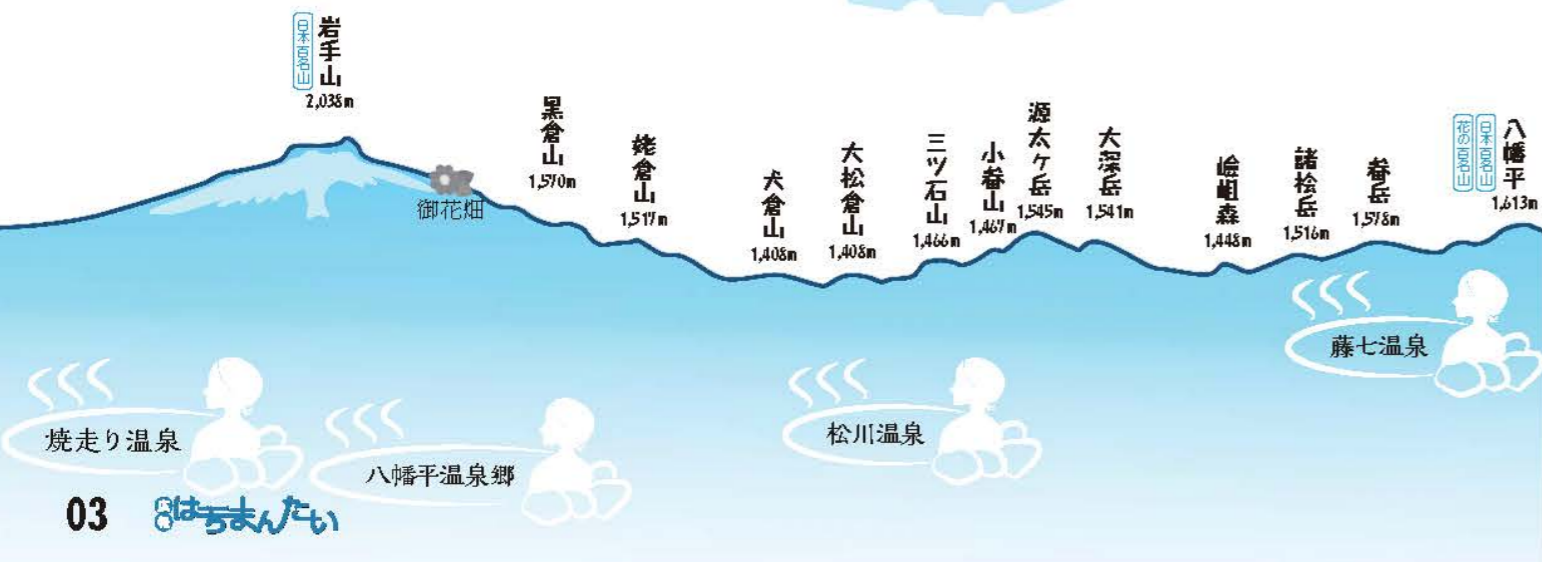 日本百名山
岩手山
2,038m
御花畑
黒倉山
1,570m
姥倉山
1,517m
犬倉山
1,408m
大松倉山
1,408m
三ツ石山
1,466m
小畚山
1,467m
源太ケ岳
1,545m
大深岳
1,541m
嶮岨森
1,448m
諸桧岳
1,516m
畚岳
1,578m
花の百名山
日本百名山
八幡平
1,613m
焼走り温泉
八幡平温泉郷
松川温泉
藤七温泉
03
はちまんたい